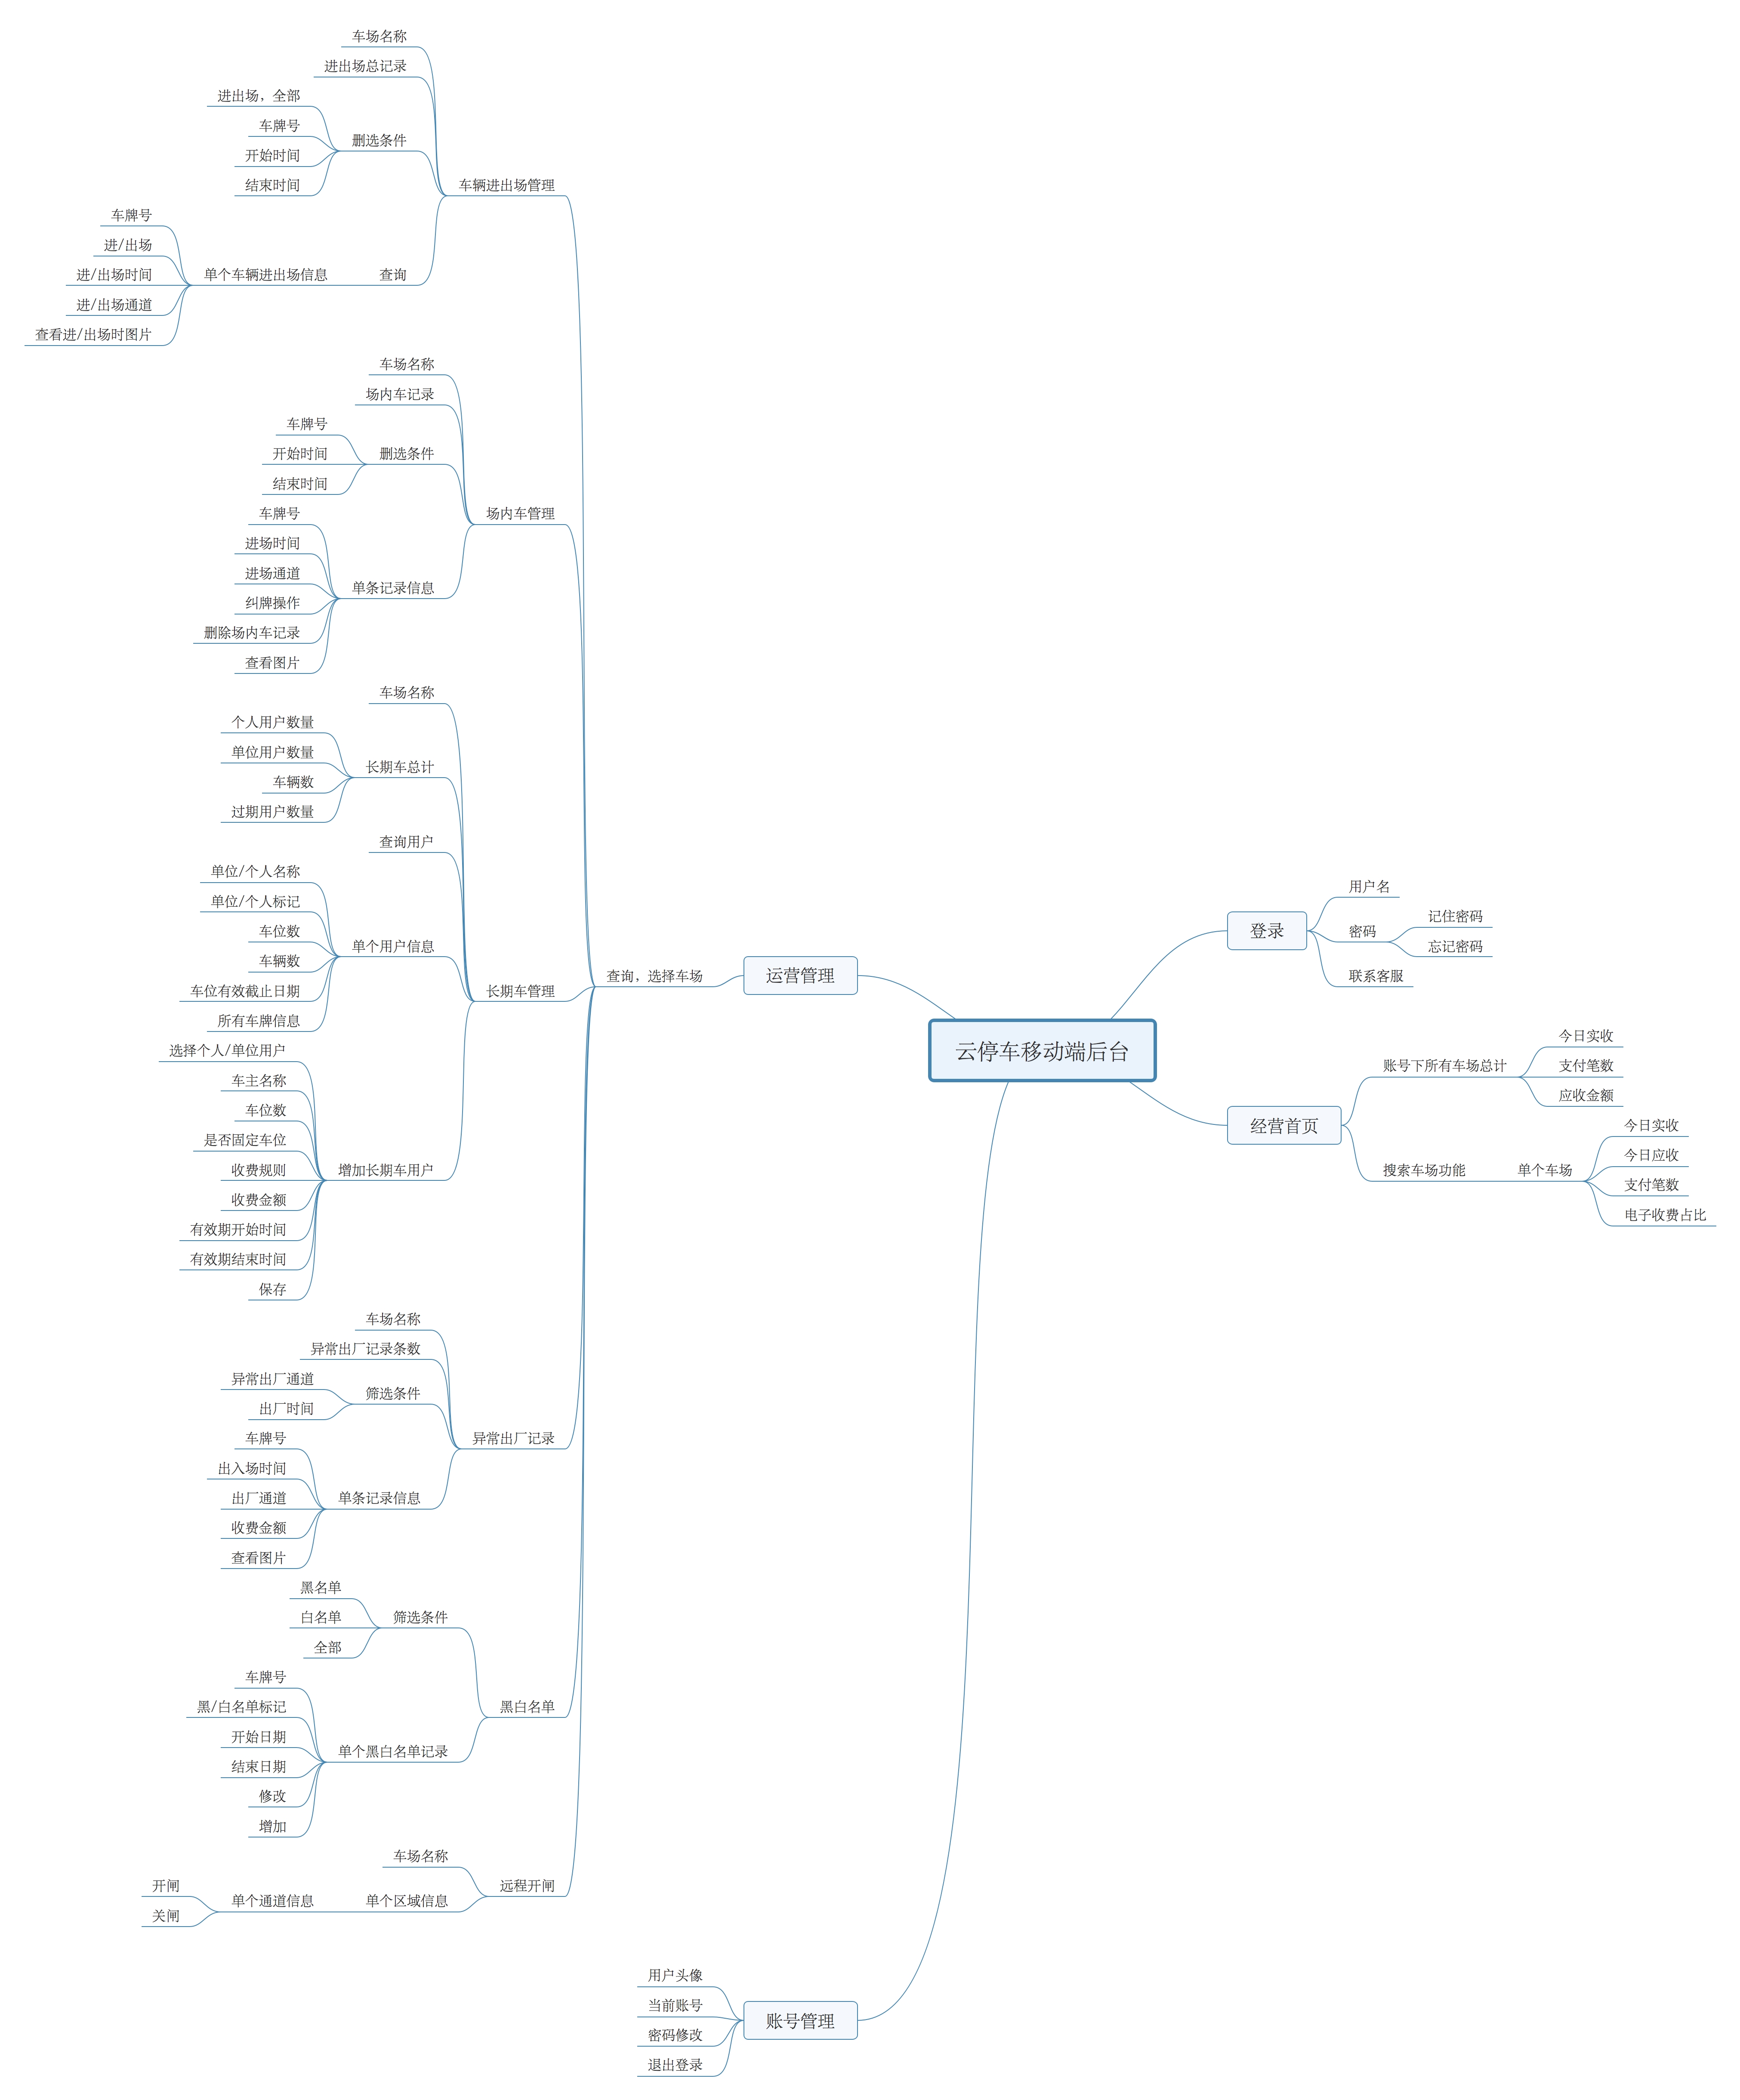 云停车移动端后台
登录
用户名
密码
记住密码
忘记密码
联系客服
经营首页
账号下所有车场总计
今日实收
支付笔数
应收金额
搜索车场功能
单个车场
今日实收
今日应收
支付笔数
电子收费占比
运营管理
查询，选择车场
车辆进出场管理
车场名称
进出场总记录
删选条件
进出场，全部
车牌号
开始时间
结束时间
查询
单个车辆进出场信息
车牌号
进/出场
进/出场时间
进/出场通道
查看进/出场时图片
场内车管理
车场名称
场内车记录
删选条件
车牌号
开始时间
结束时间
单条记录信息
车牌号
进场时间
进场通道
纠牌操作
删除场内车记录
查看图片
长期车管理
车场名称
长期车总计
个人用户数量
单位用户数量
车辆数
过期用户数量
查询用户
单个用户信息
单位/个人名称
单位/个人标记
车位数
车辆数
车位有效截止日期
所有车牌信息
增加长期车用户
选择个人/单位用户
车主名称
车位数
是否固定车位
收费规则
收费金额
有效期开始时间
有效期结束时间
保存
异常出厂记录
车场名称
异常出厂记录条数
筛选条件
异常出厂通道
出厂时间
单条记录信息
车牌号
出入场时间
出厂通道
收费金额
查看图片
黑白名单
筛选条件
黑名单
白名单
全部
单个黑白名单记录
车牌号
黑/白名单标记
开始日期
结束日期
修改
增加
远程开闸
车场名称
单个区域信息
单个通道信息
开闸
关闸
账号管理
用户头像
当前账号
密码修改
退出登录